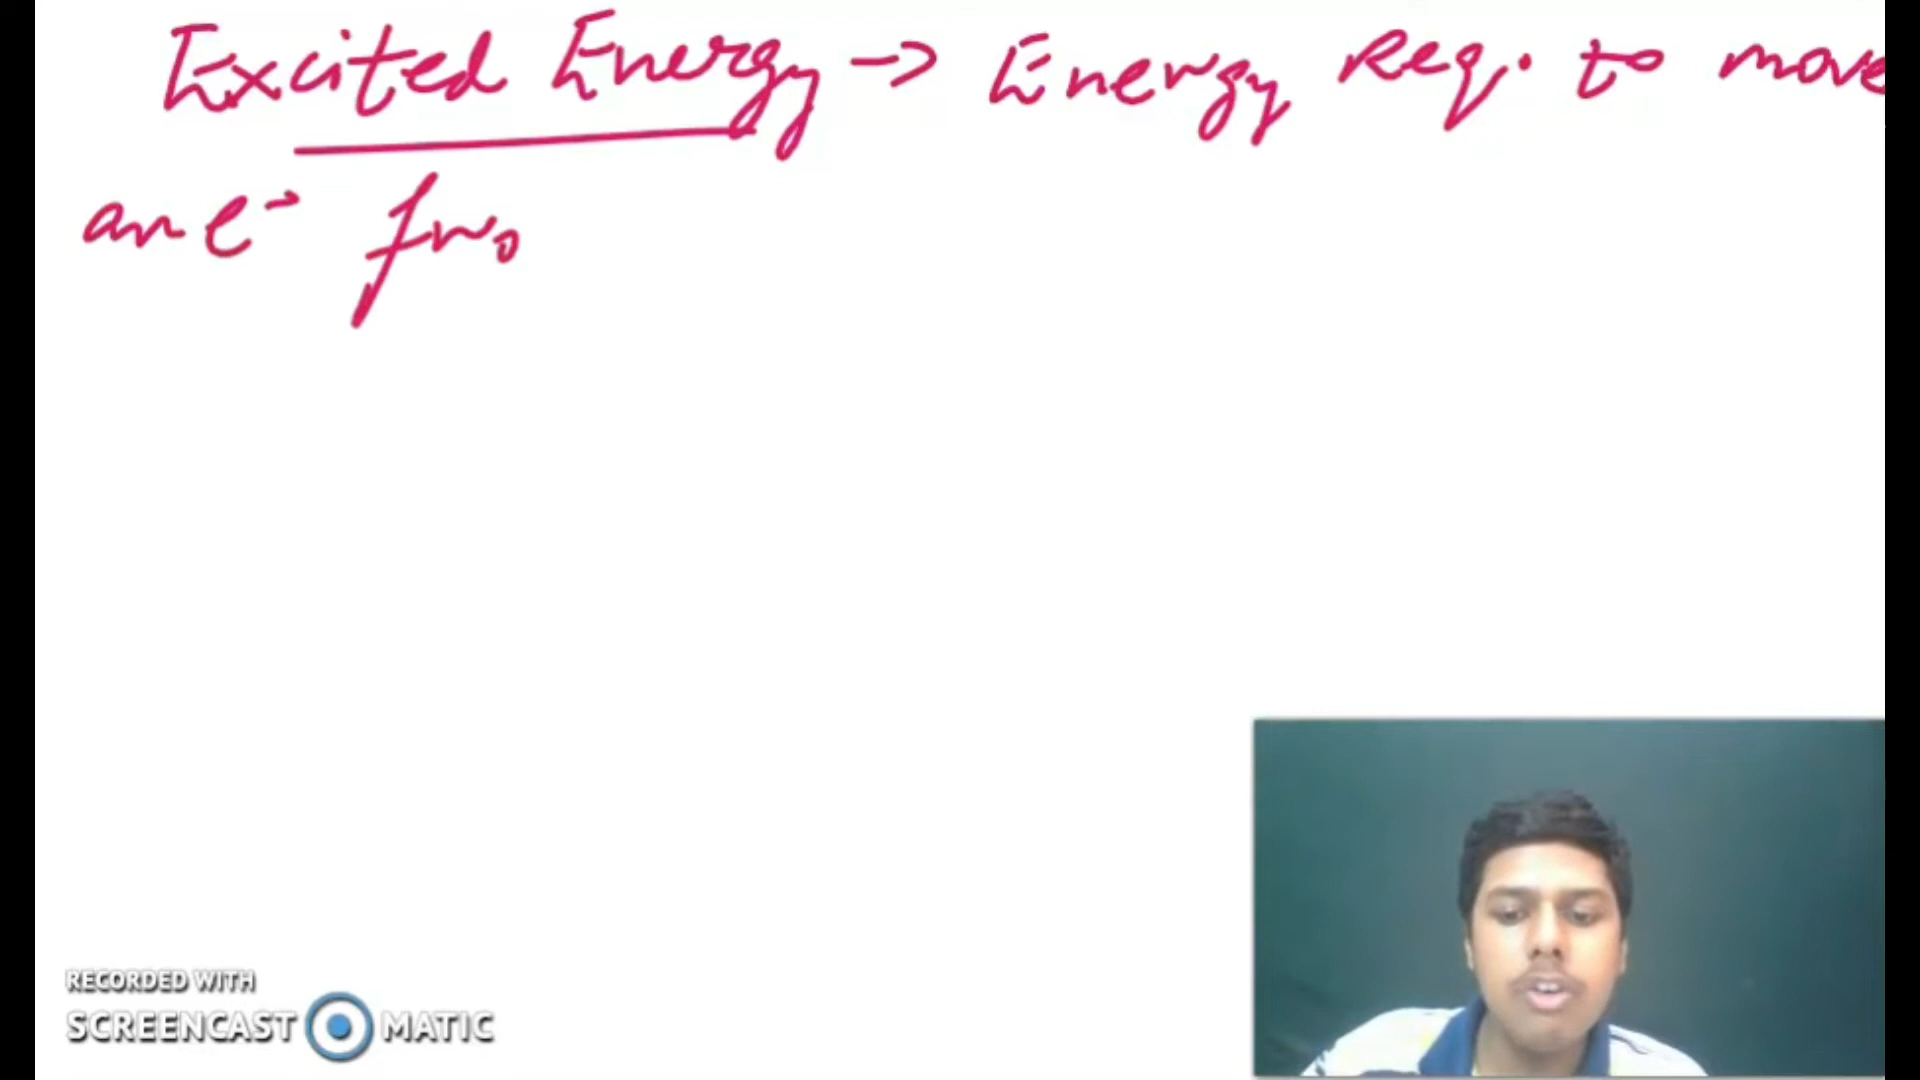 Excited Energy -> Energy Req. to move
an e- fro
RECORDED WITH
SCREENCAST MATIC